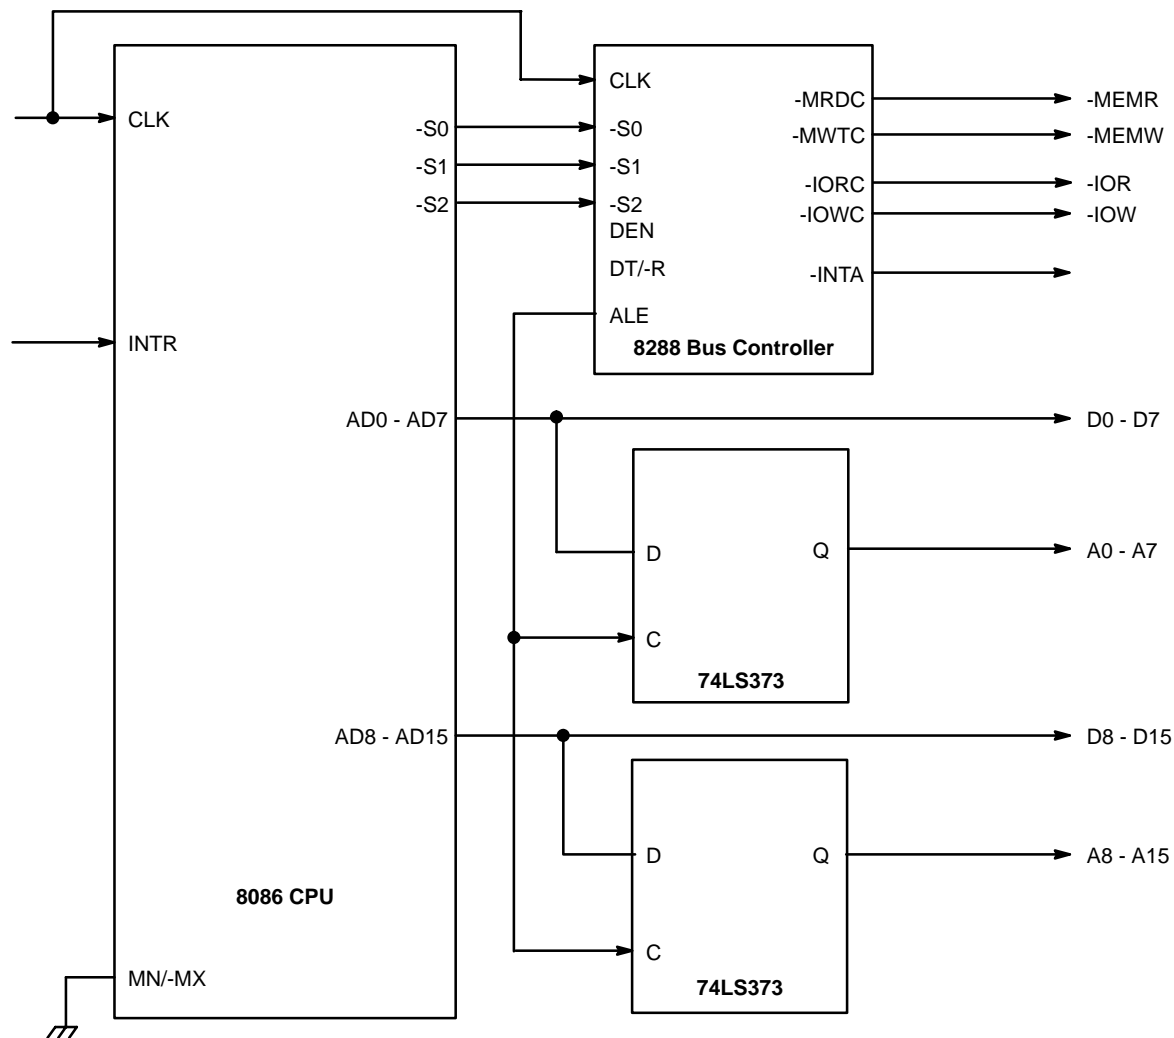 CLK
-MRDC
-MEMR
CLK
-S0
-S0
-MWTC
-MEMW
-S1
-S1
-IORC
-IOR
-S2
-S2
-IOWC
-IOW
DEN
DT/-R
-INTA
ALE
INTR
8288 Bus Controller
AD0 - AD7
D0 - D7
D
Q
A0 - A7
C
74LS373
AD8 - AD15
D8 - D15
D
Q
A8 - A15
8086 CPU
C
MN/-MX
74LS373